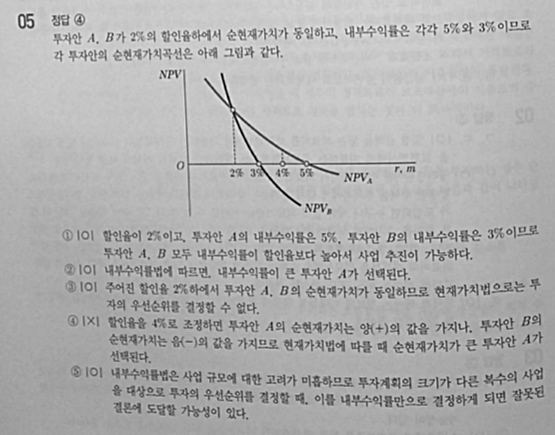 05 정답 ④
투자안 A, B가 2%의 할인율하에서 순현재가치가 동일하고, 내부수익률은 각각 5%와 3%이므로
각 투자안의 순현재가치곡선은 아래 그림과 같다.
NPV
O
2% 3% 4% 5%
r, m
NPV_A
NPV_B
① |O| 할인율이 2%이고, 투자안 A의 내부수익률은 5%, 투자안 B의 내부수익률은 3%이므로
투자안 A, B 모두 내부수익률이 할인율보다 높아서 사업 추진이 가능하다.
② |O| 내부수익률법에 따르면, 내부수익률이 큰 투자안 A가 선택된다.
③ |O| 주어진 할인율 2%하에서 투자안 A, B의 순현재가치가 동일하므로 현재가치법으로는 투
자의 우선순위를 결정할 수 없다.
④ |X| 할인율을 4%로 조정하면 투자안 A의 순현재가치는 양(+)의 값을 가지나, 투자안 B의
순현재가치는 음(-)의 값을 가지므로 현재가치법에 따를 때 순현재가치가 큰 투자안 A가
선택된다.
⑤ |O| 내부수익률법은 사업 규모에 대한 고려가 미흡하므로 투자계획의 크기가 다른 복수의 사업
을 대상으로 투자의 우선순위를 결정할 때, 이를 내부수익률만으로 결정하게 되면 잘못된
결론에 도달할 가능성이 있다.